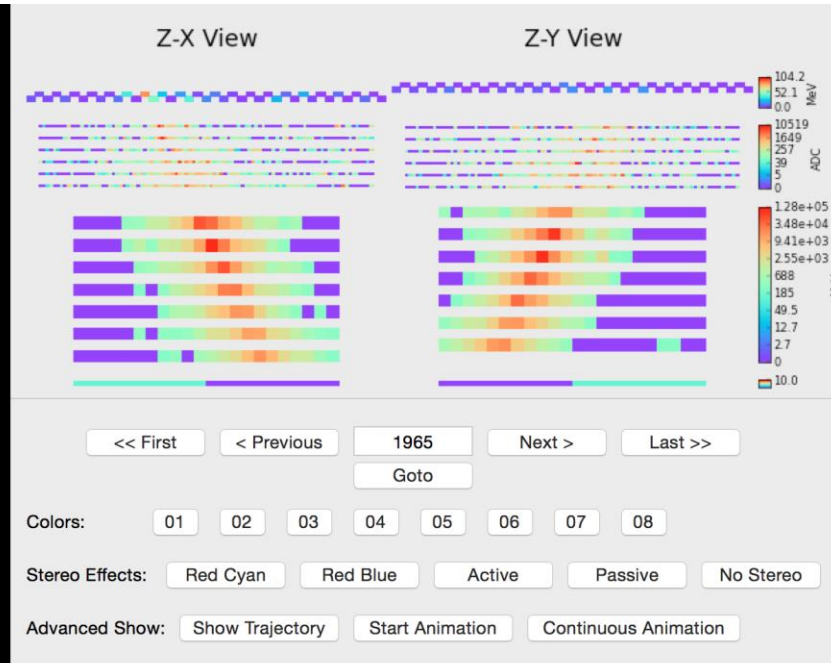 Z-X View
Z-Y View
104.2
52.1
0.0
MeV
10519
1649
257
39
5
0
ADC
1.28e+05
3.48e+04
9.41e+03
2.55e+03
688
185
49.5
12.7
2.7
0
10.0
<< First
< Previous
1965
Next >
Last >>
Goto
Colors:
01
02
03
04
05
06
07
08
Stereo Effects:
Red Cyan
Red Blue
Active
Passive
No Stereo
Advanced Show:
Show Trajectory
Start Animation
Continuous Animation